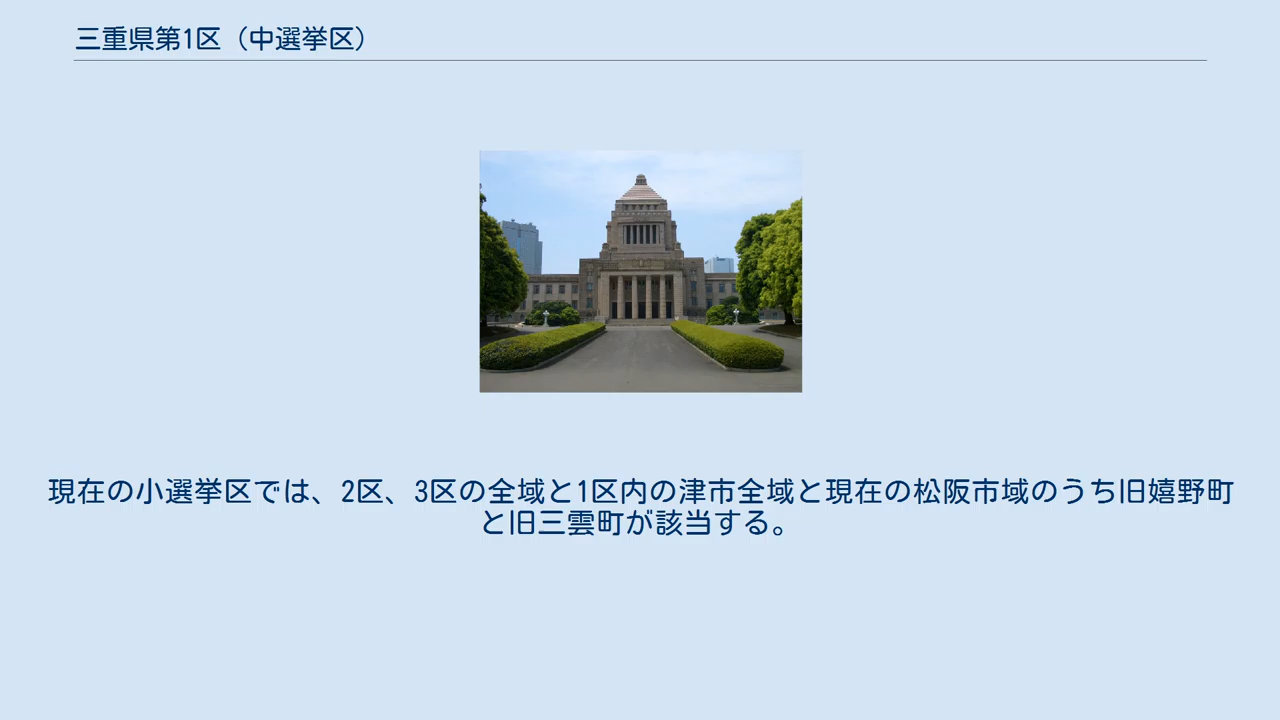 三重県第1区（中選挙区）
現在の小選挙区では、2区、3区の全域と1区内の津市全域と現在の松阪市域のうち旧嬉野町
と旧三雲町が該当する。